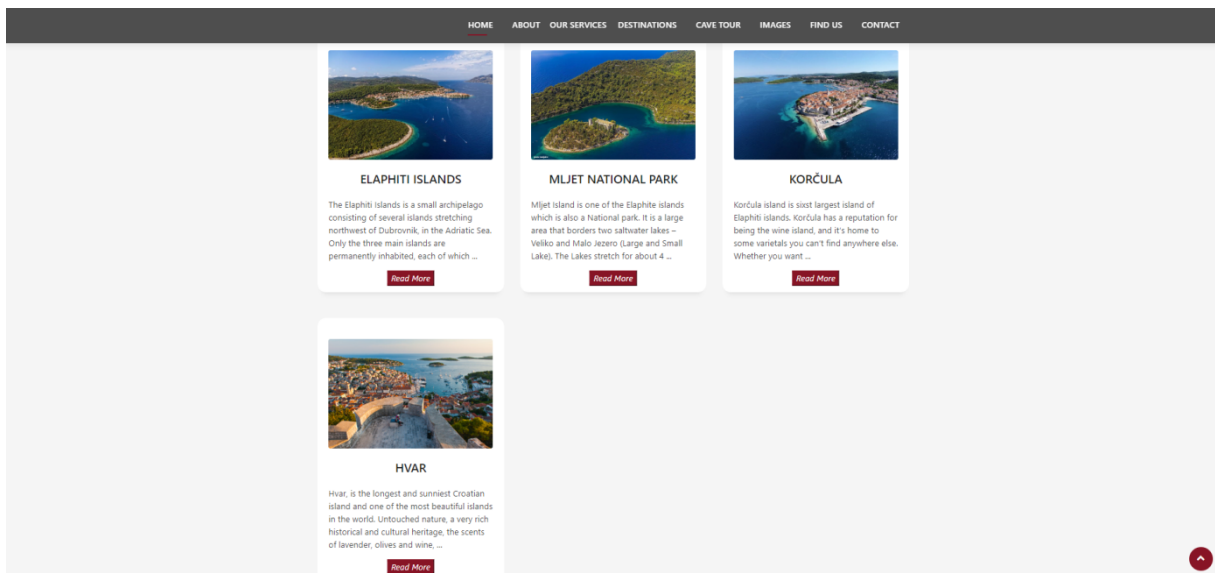 HOME ABOUT OUR SERVICES DESTINATIONS CAVE TOUR IMAGES FIND US CONTACT
ELAPHITI ISLANDS
The Elaphiti Islands is a small archipelago
consisting of several islands stretching
northwest of Dubrovnik, in the Adriatic Sea.
Only the three main islands are
permanently inhabited, each of which ...
Read More
MLJET NATIONAL PARK
Mljet Island is one of the Elaphite islands
which is also a National park. It is a large
area that borders two saltwater lakes –
Veliko and Malo Jezero (Large and Small
Lake). The Lakes stretch for about 4 ...
Read More
KORČULA
Korčula island is sixst largest island of
Elaphiti islands. Korčula has a reputation for
being the wine island, and it's home to
some varietals you can't find anywhere else.
Whether you want ...
Read More
HVAR
Hvar, is the longest and sunniest Croatian
island and one of the most beautiful islands
in the world. Untouched nature, a very rich
historical and cultural heritage, the scents
of lavender, olives and wine, ...
Read More